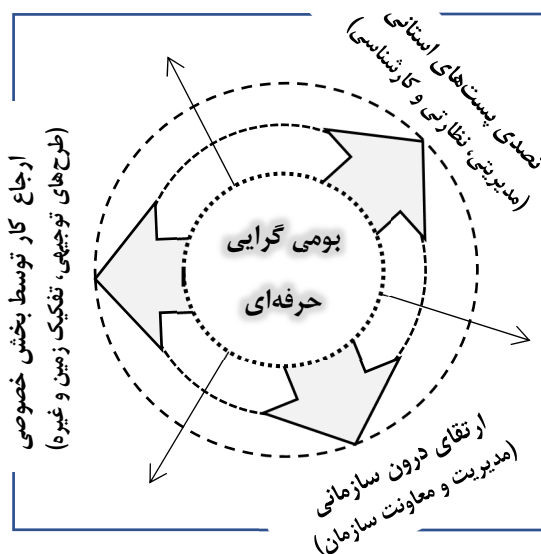 تصدی پست‌های استانی
(مدیریتی، نظارتی و کارشناسی)
بومی گرایی
حرفه‌ای
ارجاع کار توسط بخش خصوصی
(طرح‌های توجیهی، تفکیک زمین و غیره)
ارتقای درون سازمانی
(مدیریت و معاونت سازمان)